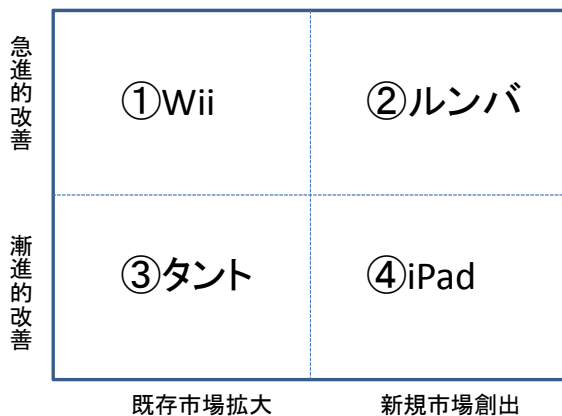 急進的改善
①Wii
②ルンバ
漸進的改善
③タント
④iPad
既存市場拡大
新規市場創出